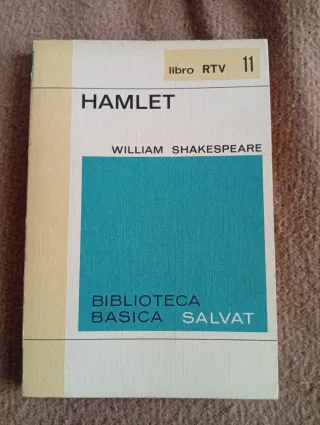 libro RTV 11
HAMLET
WILLIAM SHAKESPEARE
BIBLIOTECA
BASICA SALVAT